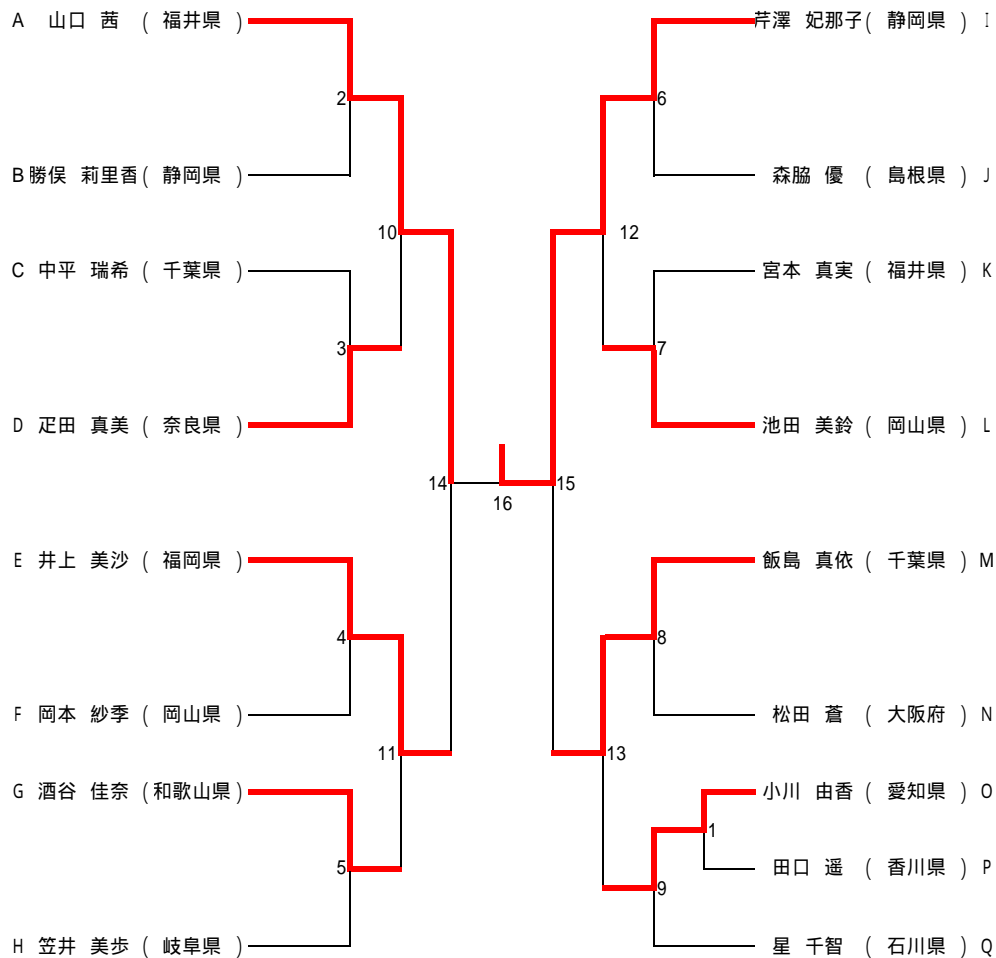 A 山口 茜 ( 福井県 )
芹澤 妃那子 ( 静岡県 ) I
2
6
B 勝俣 莉里香 ( 静岡県 )
森脇 優 ( 島根県 ) J
10
12
C 中平 瑞希 ( 千葉県 )
宮本 真実 ( 福井県 ) K
3
7
D 疋田 真美 ( 奈良県 )
池田 美鈴 ( 岡山県 ) L
14
15
16
E 井上 美沙 ( 福岡県 )
飯島 真依 ( 千葉県 ) M
4
8
F 岡本 紗季 ( 岡山県 )
松田 蒼 ( 大阪府 ) N
11
13
G 酒谷 佳奈 ( 和歌山県 )
小川 由香 ( 愛知県 ) O
1
5
田口 遥 ( 香川県 ) P
9
H 笠井 美歩 ( 岐阜県 )
星 千智 ( 石川県 ) Q